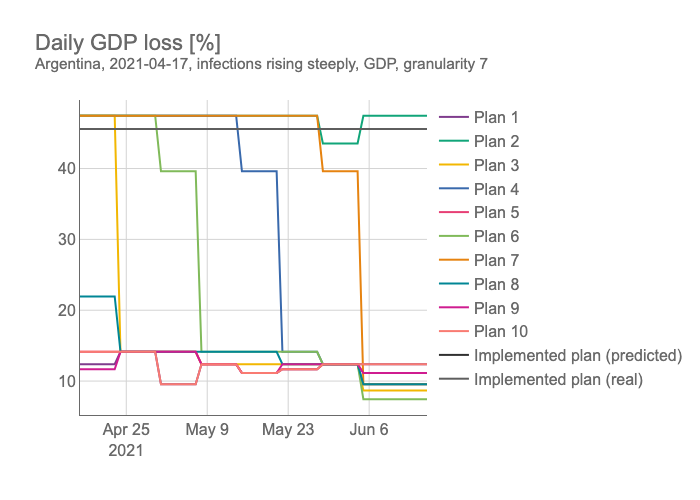 Daily GDP loss [%]
Argentina, 2021-04-17, infections rising steeply, GDP, granularity 7
40
30
20
10
Apr 25
2021
May 9
May 23
Jun 6
Plan 1
Plan 2
Plan 3
Plan 4
Plan 5
Plan 6
Plan 7
Plan 8
Plan 9
Plan 10
Implemented plan (predicted)
Implemented plan (real)